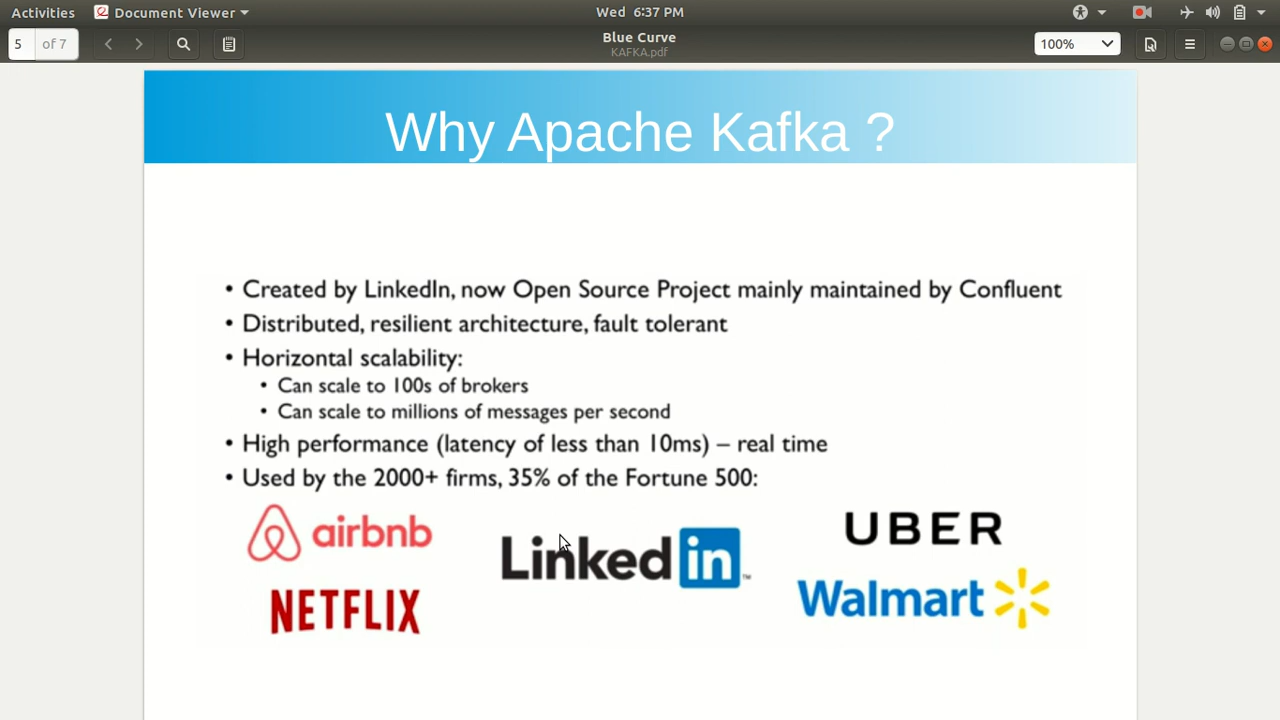 Activities Document Viewer Wed 6:37 PM
5 of 7 Blue Curve 100%
KAFKA.pdf
Why Apache Kafka ?
• Created by LinkedIn, now Open Source Project mainly maintained by Confluent
• Distributed, resilient architecture, fault tolerant
• Horizontal scalability:
• Can scale to 100s of brokers
• Can scale to millions of messages per second
• High performance (latency of less than 10ms) – real time
• Used by the 2000+ firms, 35% of the Fortune 500:
airbnb
LinkedIn™
UBER
NETFLIX
Walmart